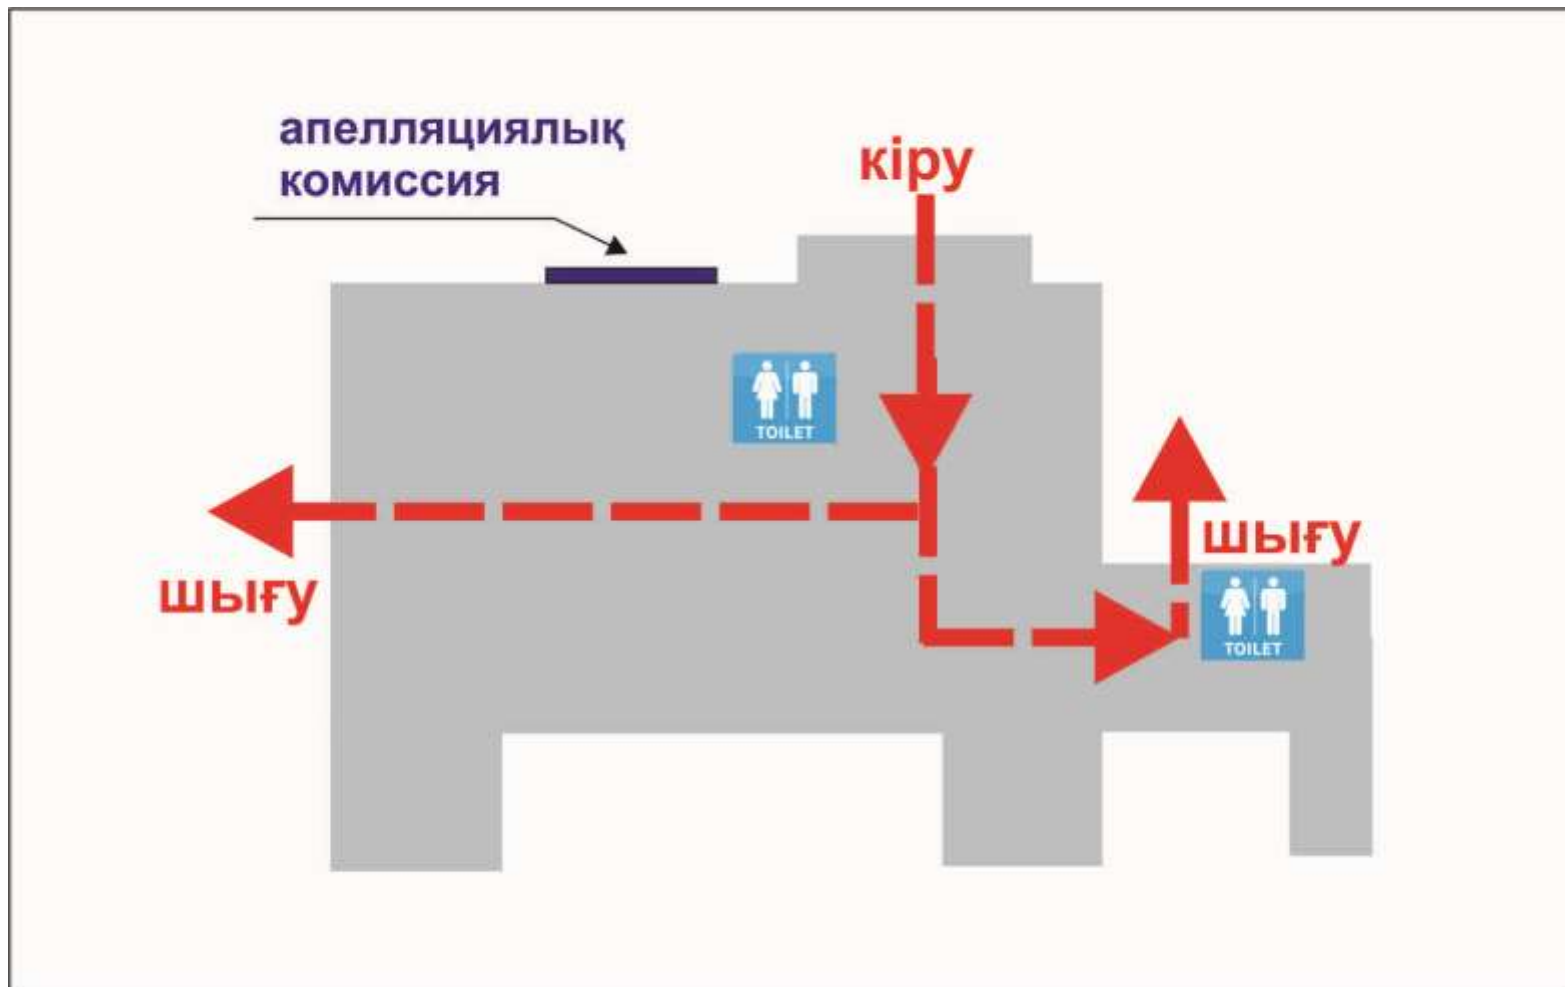 апелляциялық
комиссия
кіру
TOILET
шығу
шығу
TOILET